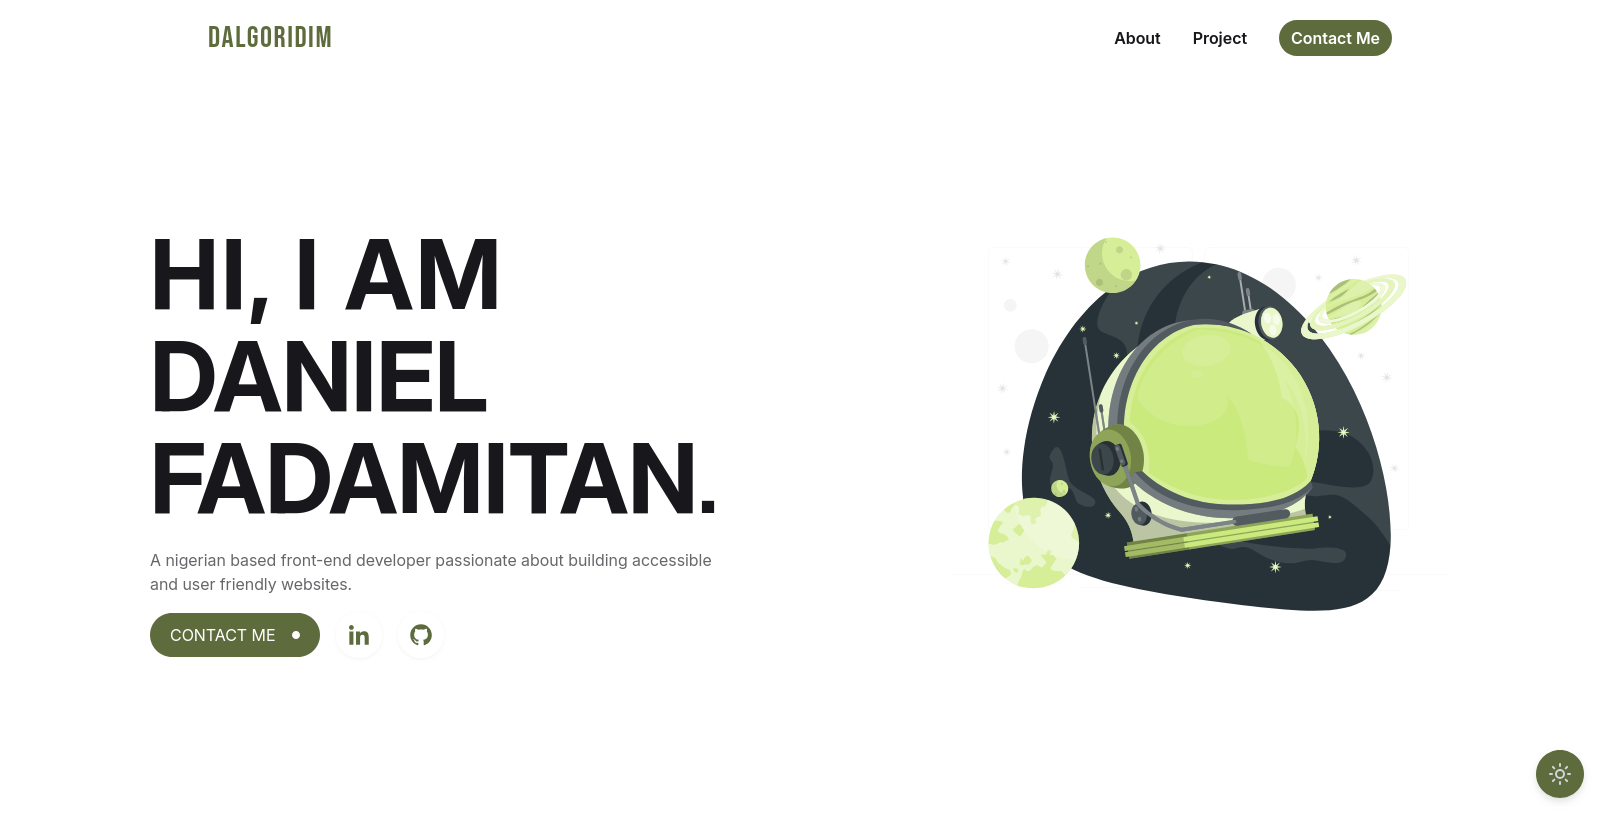 DALGORIDIM
About
Project
Contact Me
HI, I AM
DANIEL
FADAMITAN.
A nigerian based front-end developer passionate about building accessible
and user friendly websites.
CONTACT ME
in